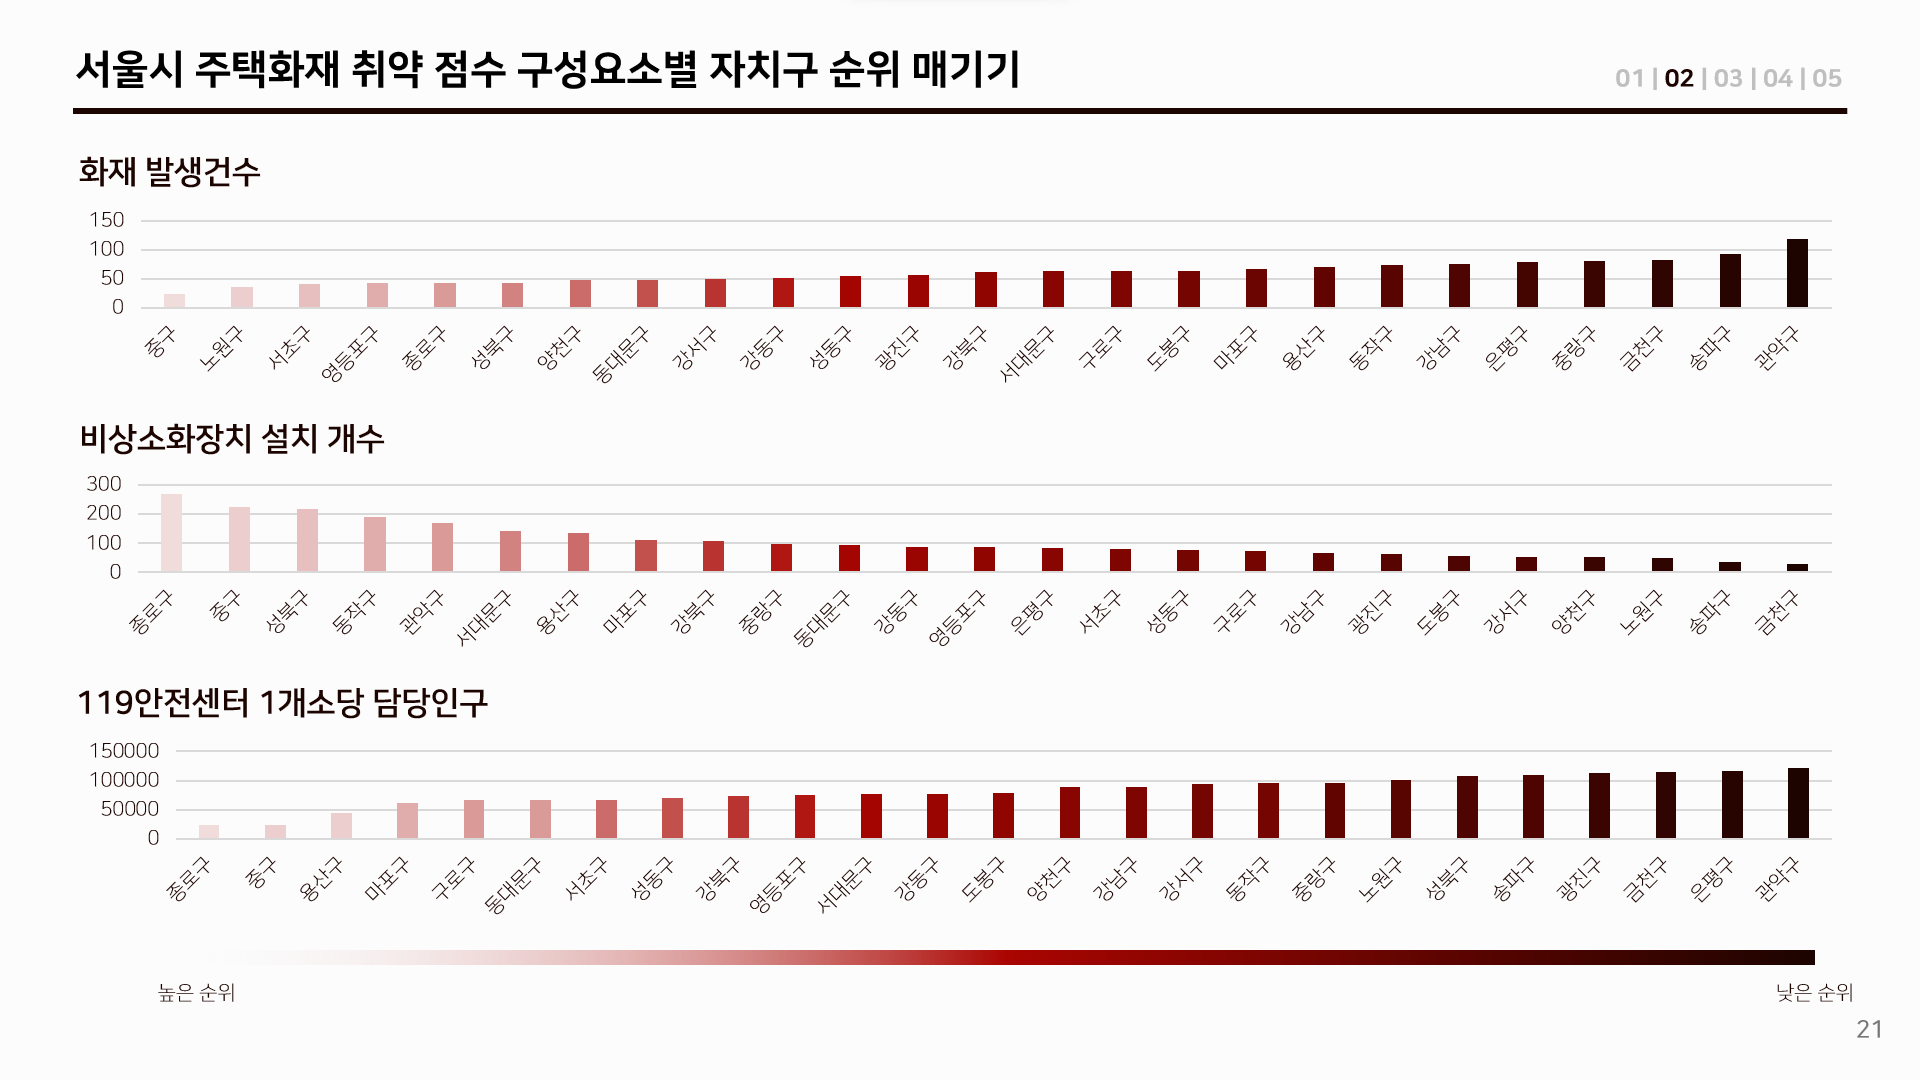 서울시 주택화재 취약 점수 구성요소별 자치구 순위 매기기
01 | 02 | 03 | 04 | 05
화재 발생건수
150
100
50
0
중구 노원구 서초구 영등포구 종로구 성북구 양천구 동대문구 강서구 강동구 성동구 광진구 강북구 서대문구 구로구 도봉구 마포구 용산구 동작구 강남구 은평구 중랑구 금천구 송파구 관악구
비상소화장치 설치 개수
300
200
100
0
종로구 중구 성북구 동작구 관악구 서대문구 용산구 마포구 강북구 중랑구 동대문구 강동구 영등포구 은평구 서초구 성동구 구로구 강남구 광진구 도봉구 강서구 양천구 노원구 송파구 금천구
119안전센터 1개소당 담당인구
150000
100000
50000
0
종로구 중구 용산구 마포구 구로구 동대문구 서초구 성동구 강북구 영등포구 서대문구 강동구 도봉구 양천구 강남구 강서구 동작구 중랑구 노원구 성북구 송파구 광진구 금천구 은평구 관악구
높은 순위
낮은 순위
21